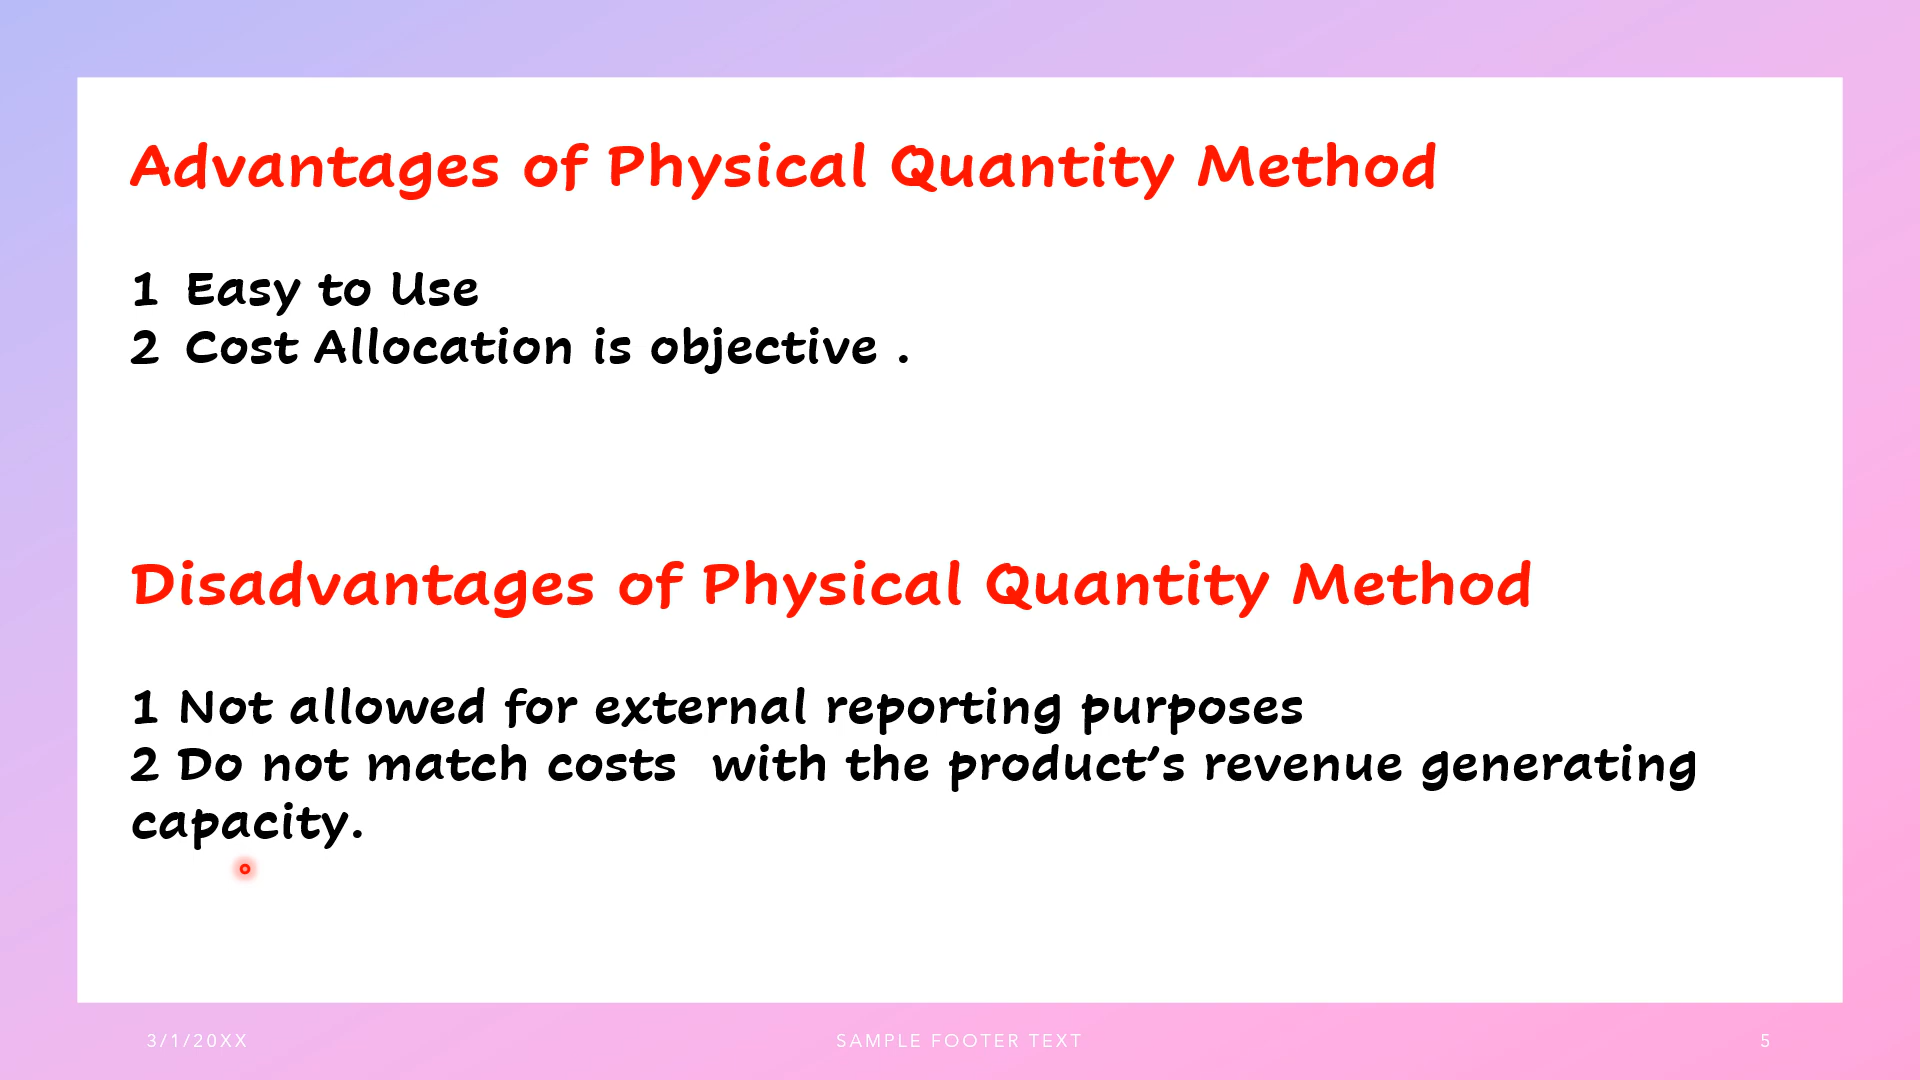 Advantages of Physical Quantity Method
1 Easy to Use
2 Cost Allocation is objective .
Disadvantages of Physical Quantity Method
1 Not allowed for external reporting purposes
2 Do not match costs  with the product’s revenue generating
capacity.
3/1/20XX
SAMPLE FOOTER TEXT
5